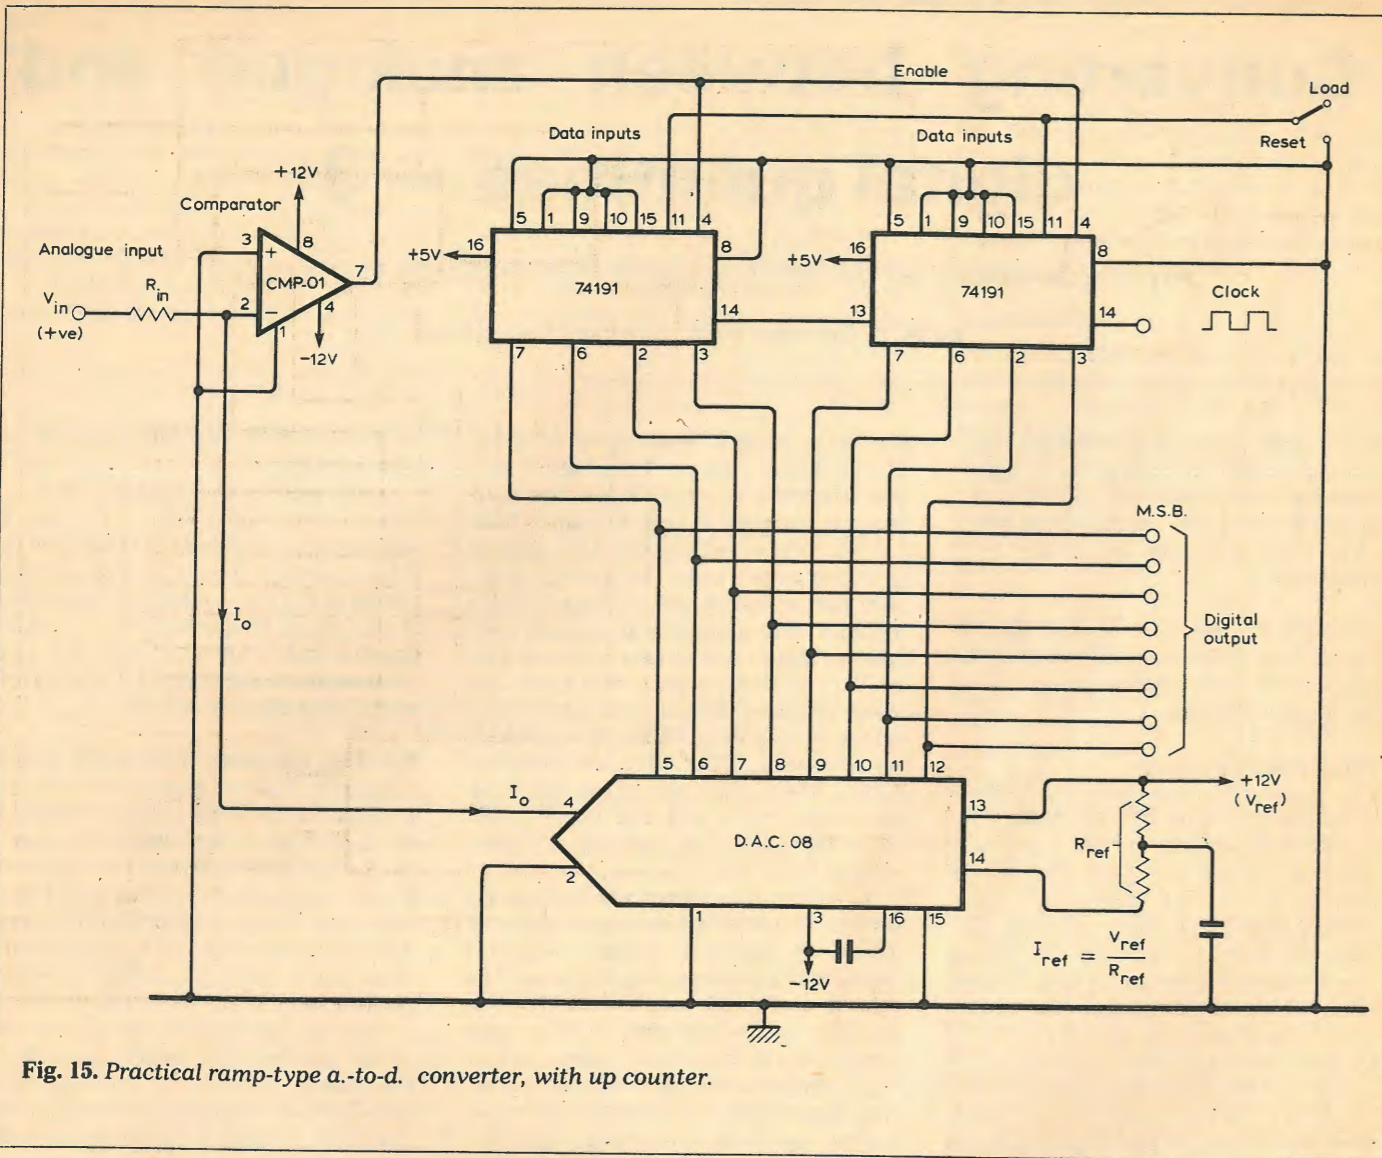 Enable
Load
Reset
Data inputs
Data inputs
+12V
Comparator
Analogue input
3
8
+
CMP-01
7
V in
(+ve)
R in
2
−
1
4
−12V
5
1
9
10
15
11
4
16
+5V
74191
8
14
7
6
2
3
5
1
9
10
15
11
4
16
+5V
74191
8
13
14
Clock
7
6
2
3
M.S.B.
Digital
output
I o
I o
5
6
7
8
9
10
11
12
4
2
D.A.C. 08
13
14
+12V
(V ref)
R ref
1
3
16
15
−12V
I ref = V ref / R ref
Fig. 15. Practical ramp-type a.-to-d. converter, with up counter.